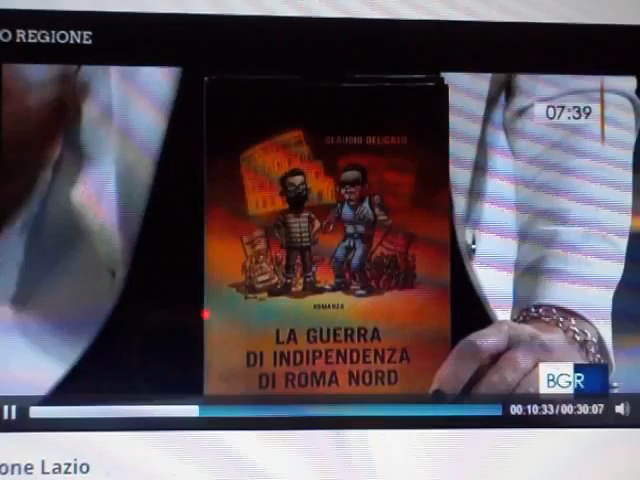 O REGIONE
07:39
CLAUDIO DELICATO
ROMANZO
LA GUERRA
DI INDIPENDENZA
DI ROMA NORD
BGR
00:10:33/00:30:07
one Lazio